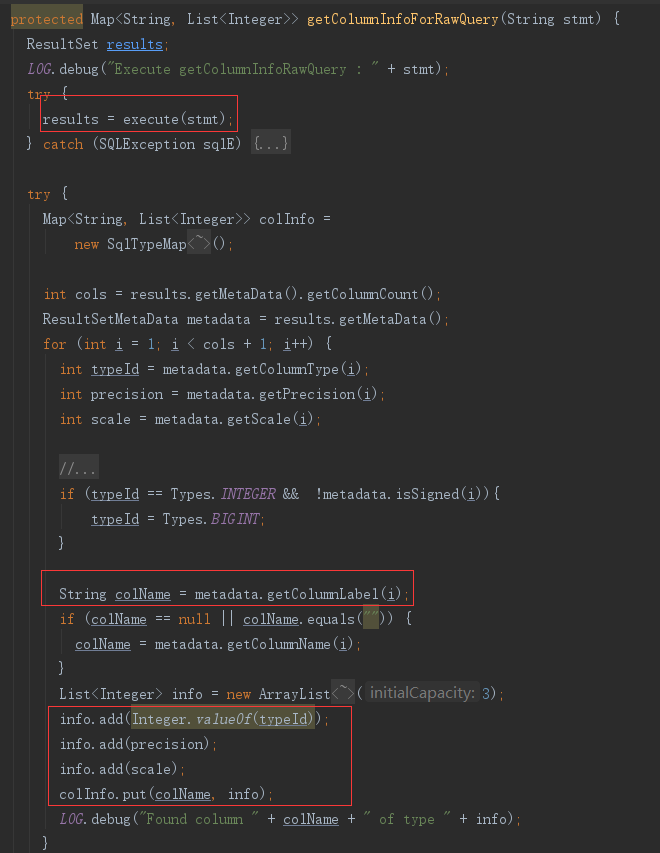 protected Map<String, List<Integer>> getColumnInfoForRawQuery(String stmt) {
ResultSet results;
LOG.debug("Execute getColumnInfoRawQuery : " + stmt);
try {
results = execute(stmt);
} catch (SQLException sqlE) {...}
try {
Map<String, List<Integer>> colInfo =
new SqlTypeMap<~>();
int cols = results.getMetaData().getColumnCount();
ResultSetMetaData metadata = results.getMetaData();
for (int i = 1; i < cols + 1; i++) {
int typeId = metadata.getColumnType(i);
int precision = metadata.getPrecision(i);
int scale = metadata.getScale(i);
//...
if (typeId == Types.INTEGER && !metadata.isSigned(i)){
typeId = Types.BIGINT;
}
String colName = metadata.getColumnLabel(i);
if (colName == null || colName.equals("")) {
colName = metadata.getColumnName(i);
}
List<Integer> info = new ArrayList<~>( initialCapacity: 3);
info.add(Integer.valueOf(typeId));
info.add(precision);
info.add(scale);
colInfo.put(colName, info);
LOG.debug("Found column " + colName + " of type " + info);
}